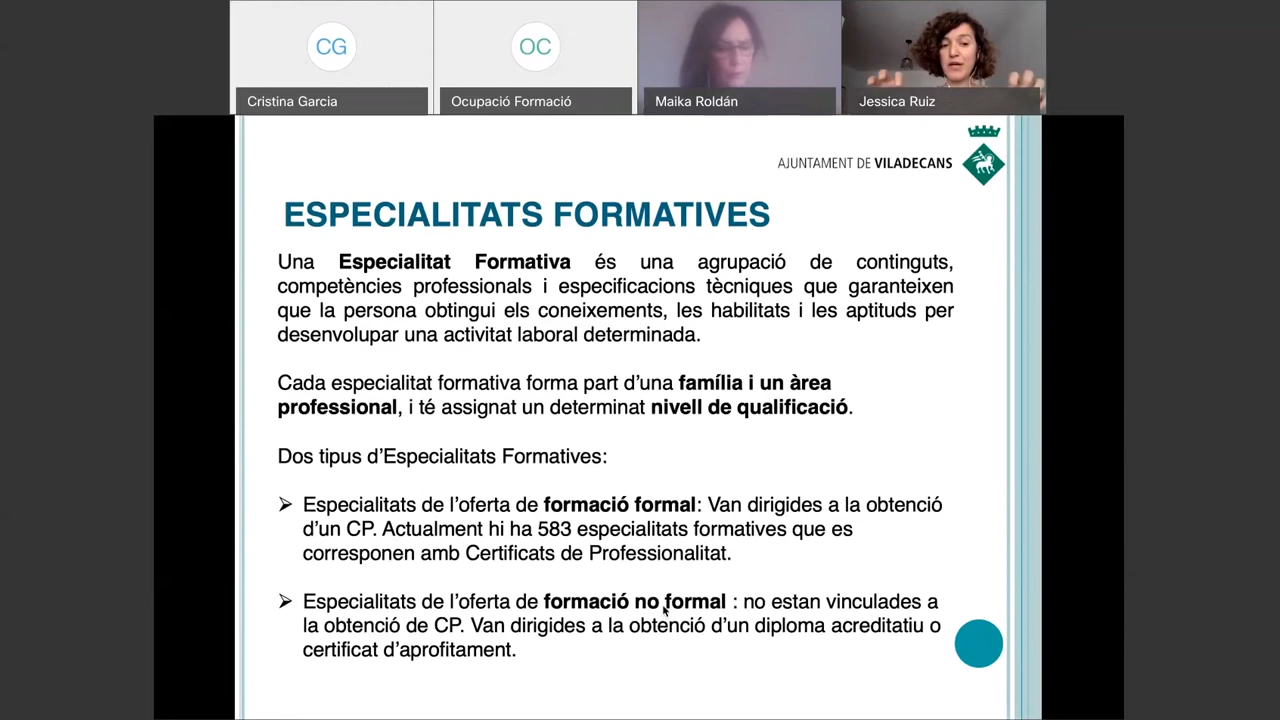 CG
OC
Cristina Garcia
Ocupació Formació
Maika Roldán
Jessica Ruiz
AJUNTAMENT DE VILADECANS
ESPECIALITATS FORMATIVES
Una Especialitat Formativa és una agrupació de continguts,
competències professionals i especificacions tècniques que garanteixen
que la persona obtingui els coneixements, les habilitats i les aptituds per
desenvolupar una activitat laboral determinada.
Cada especialitat formativa forma part d'una família i un àrea
professional, i té assignat un determinat nivell de qualificació.
Dos tipus d'Especialitats Formatives:
➢ Especialitats de l'oferta de formació formal: Van dirigides a la obtenció
d'un CP. Actualment hi ha 583 especialitats formatives que es
corresponen amb Certificats de Professionalitat.
➢ Especialitats de l'oferta de formació no formal : no estan vinculades a
la obtenció de CP. Van dirigides a la obtenció d'un diploma acreditatiu o
certificat d'aprofitament.